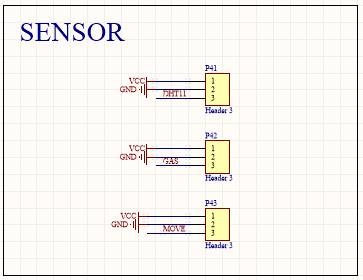 SENSOR
P41
VCC 1
GND 2
DHT11 3
Header 3
P42
VCC 1
GND 2
GAS 3
Header 3
P43
VCC 1
GND 2
MOVE 3
Header 3